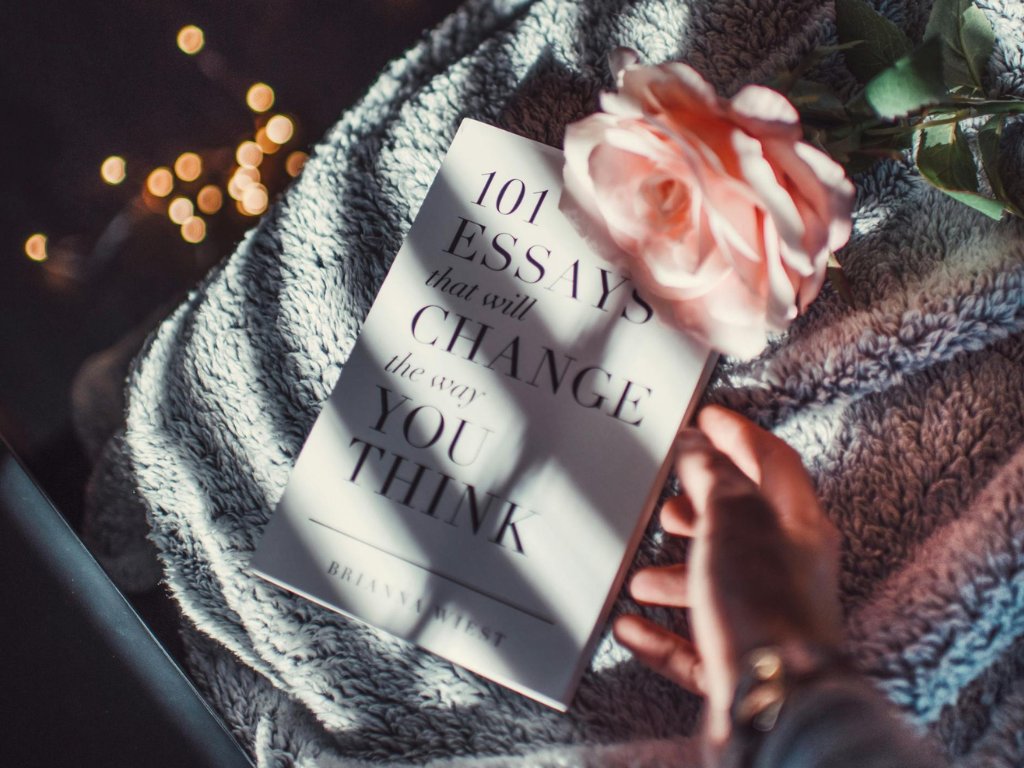 101
ESSAYS
that will
CHANGE
the way
YOU
THINK
BRIANNA WIEST